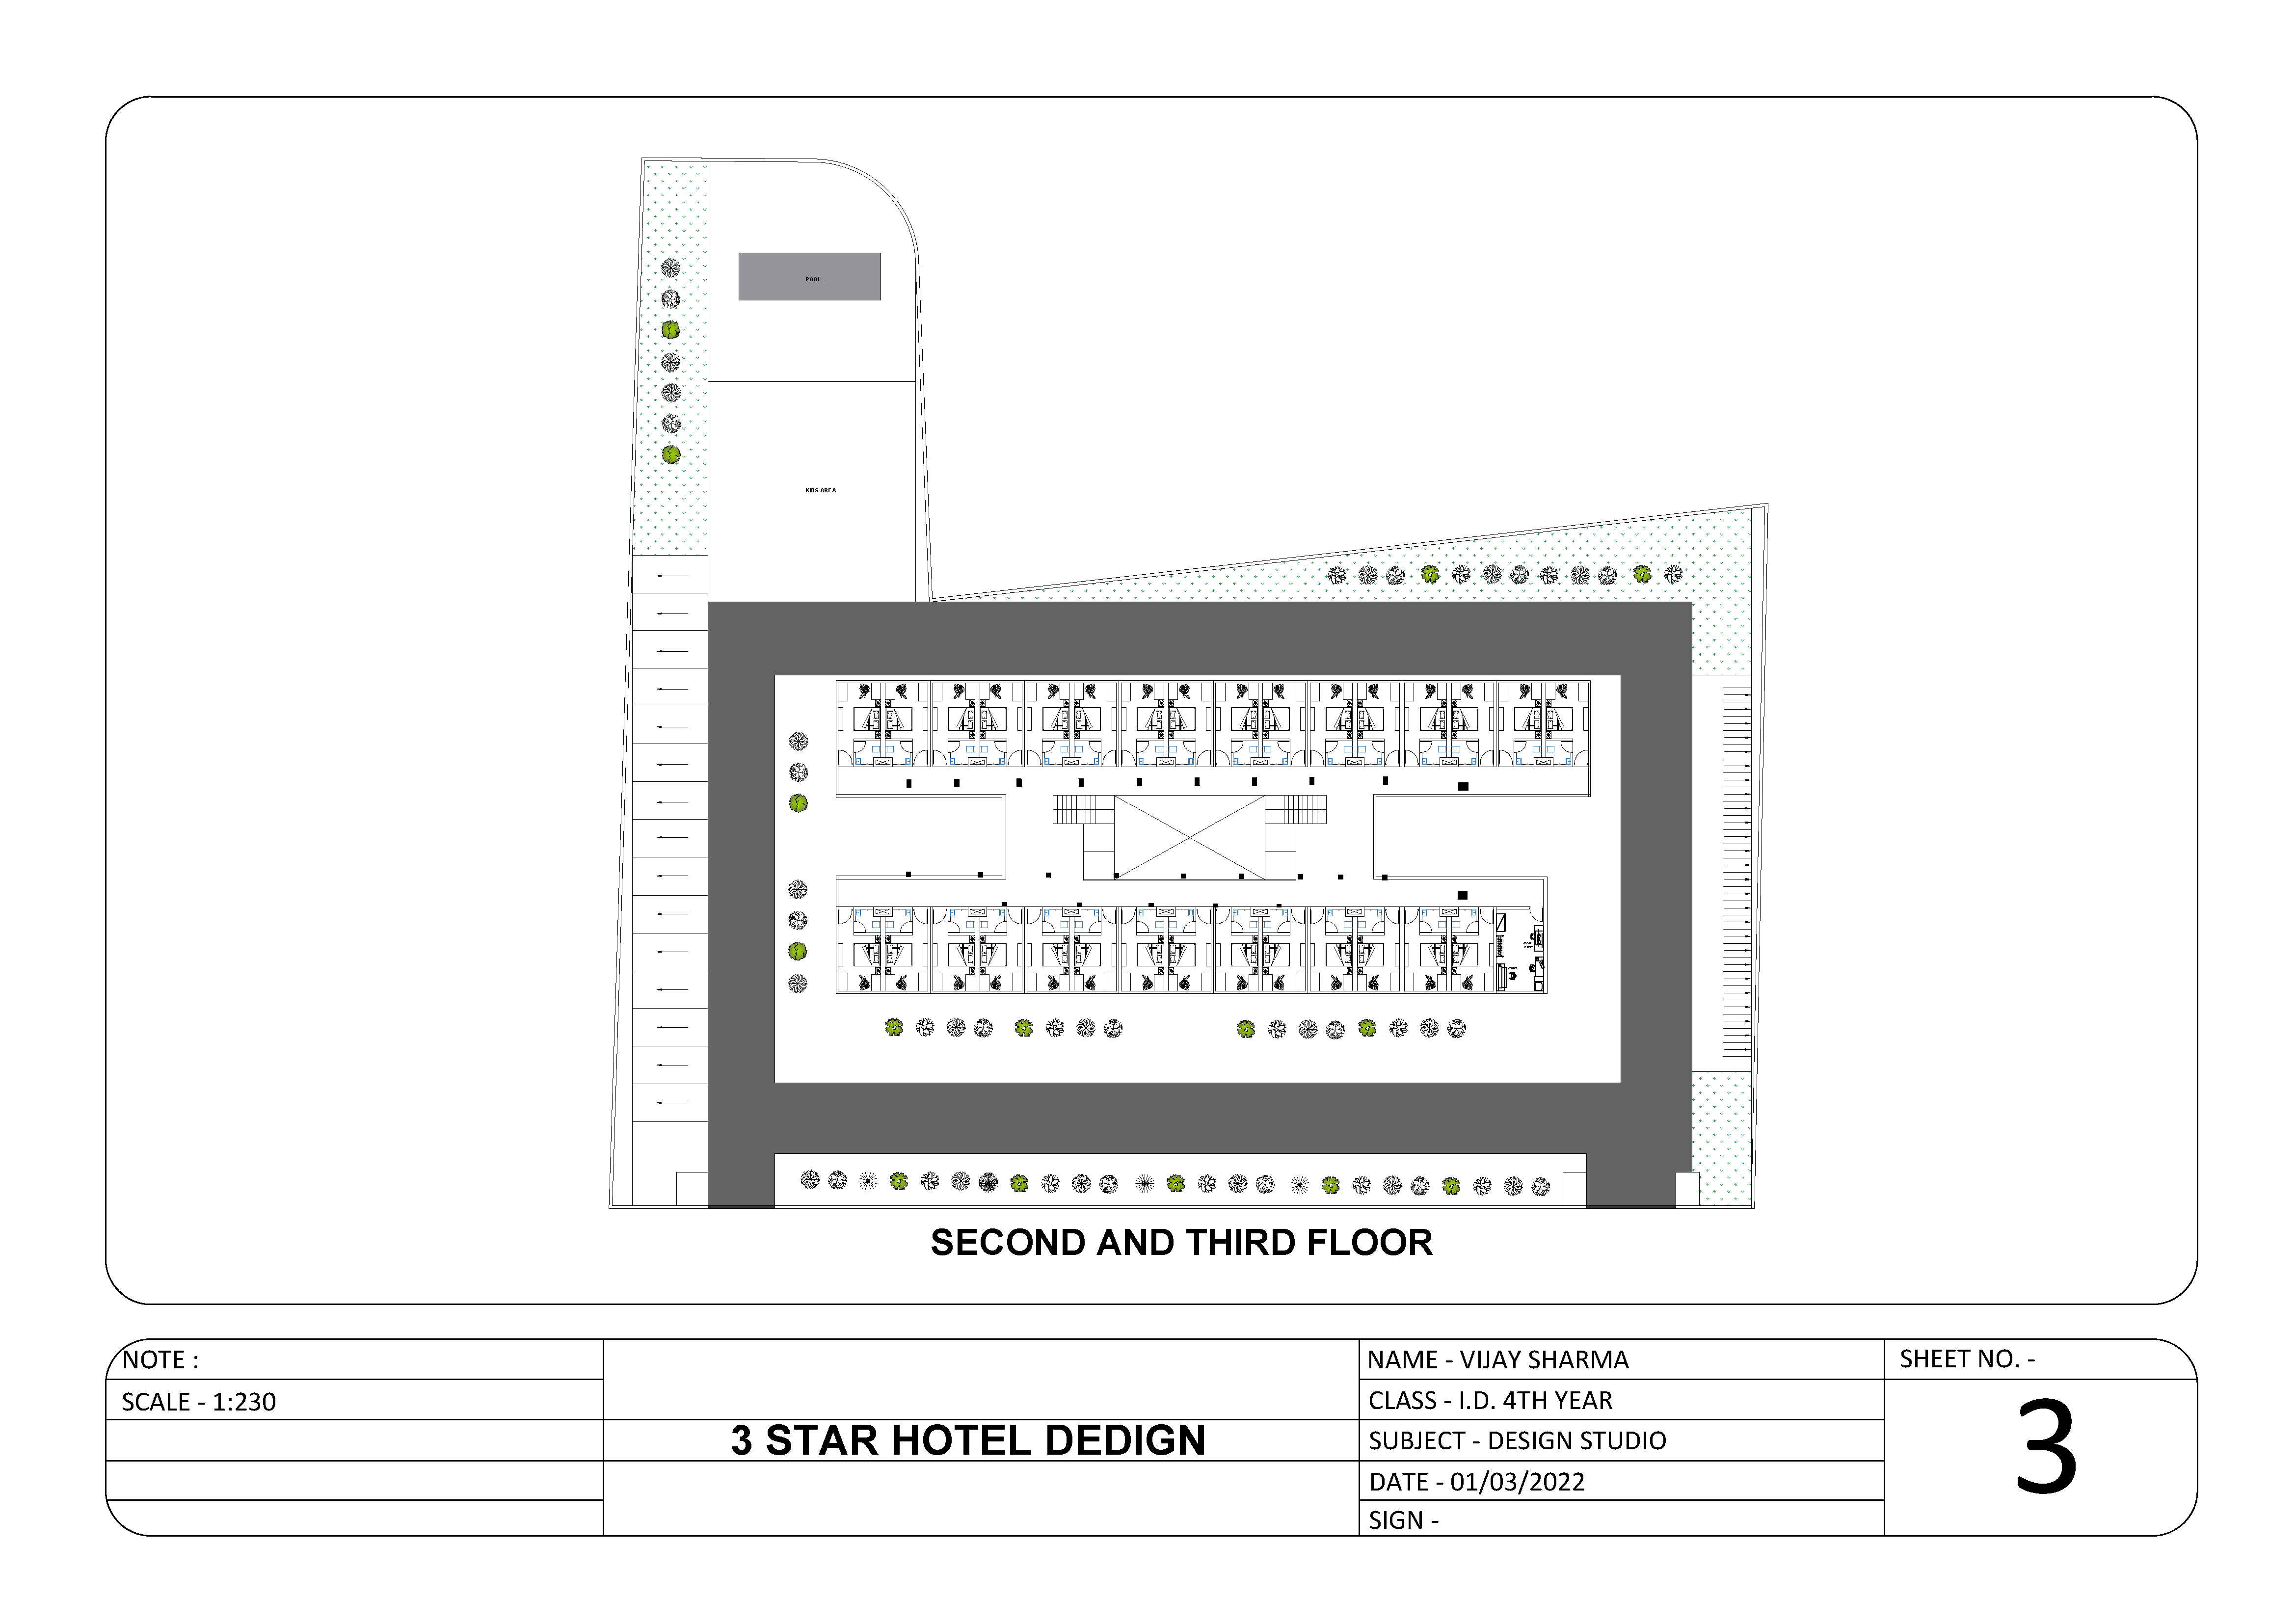 POOL
KIDS AREA
SECOND AND THIRD FLOOR
NOTE :
SCALE - 1:230
3 STAR HOTEL DEDIGN
NAME - VIJAY SHARMA
CLASS - I.D. 4TH YEAR
SUBJECT - DESIGN STUDIO
DATE - 01/03/2022
SIGN -
SHEET NO. -
3